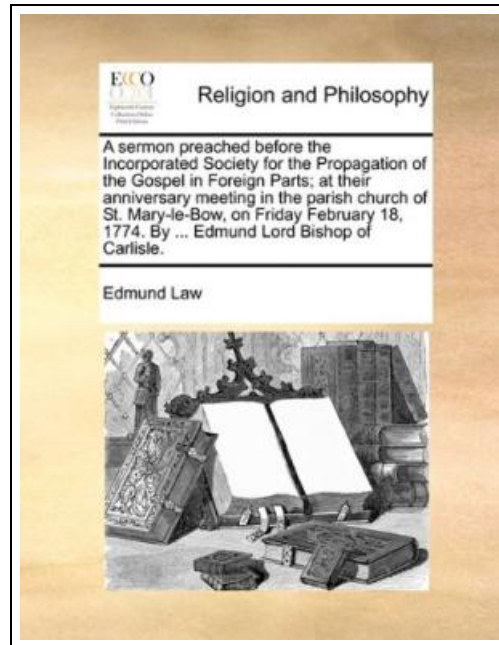 ECCO
Religion and Philosophy
A sermon preached before the
Incorporated Society for the Propagation of
the Gospel in Foreign Parts; at their
anniversary meeting in the parish church of
St. Mary-le-Bow, on Friday February 18,
1774. By ... Edmund Lord Bishop of
Carlisle.
Edmund Law